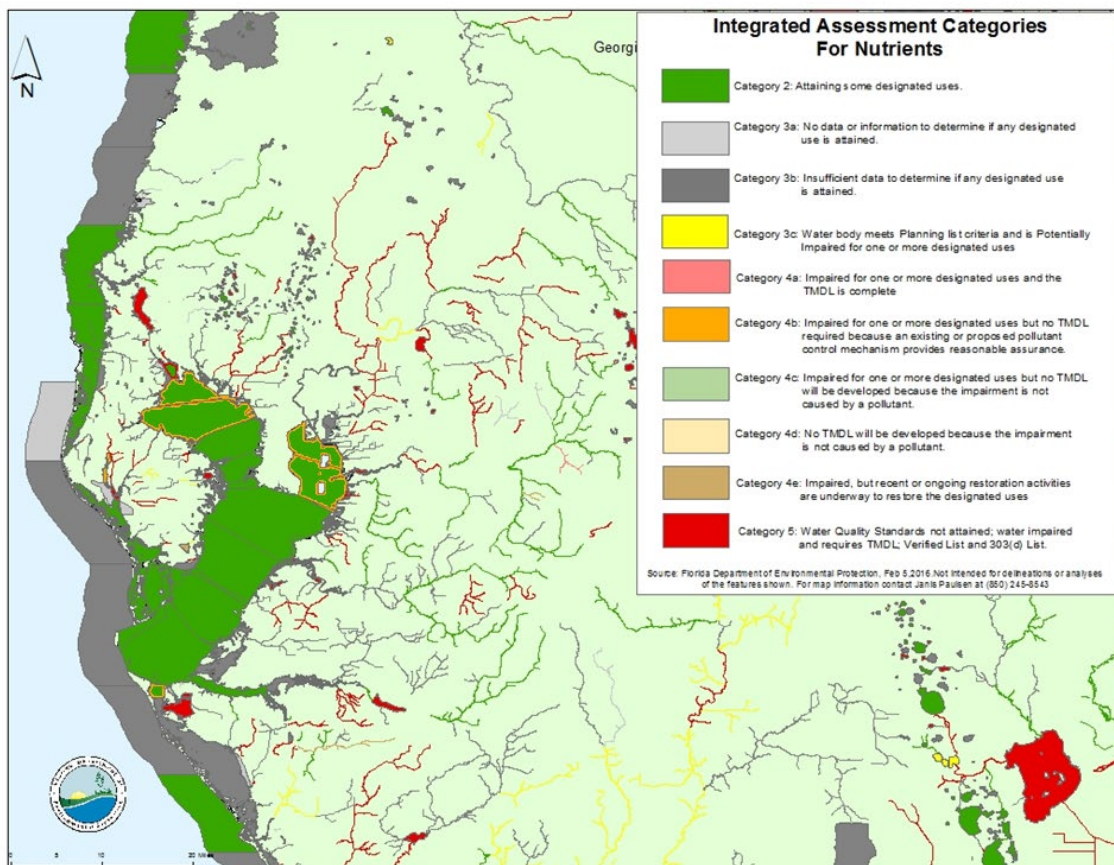 Integrated Assessment Categories
For Nutrients
Georgi
N
Category 2: Attaining some designated uses.
Category 3a: No data or information to determine if any designated
use is attained.
Category 3b: Insufficient data to determine if any designated use
is attained.
Category 3c: Water body meets Planning list criteria and is Potentially
Impaired for one or more designated uses
Category 4a: Impaired for one or more designated uses and the
TMDL is complete
Category 4b: Impaired for one or more designated uses but no TMDL
required because an existing or proposed pollutant
control mechanism provides reasonable assurance.
Category 4c: Impaired for one or more designated uses but no TMDL
will be developed because the impairment is not
caused by a pollutant.
Category 4d: No TMDL will be developed because the impairment
is not caused by a pollutant.
Category 4e: Impaired, but recent or ongoing restoration activities
are underway to restore the designated uses
Category 5: Water Quality Standards not attained; water impaired
and requires TMDL; Verified List and 303(d) List.
Source: Florida Department of Environmental Protection, Feb 5,2016.Not intended for delineations or analyses
of the features shown. For map information contact Janis Paulsen at (850) 245-8543
0 5 10 20 Miles